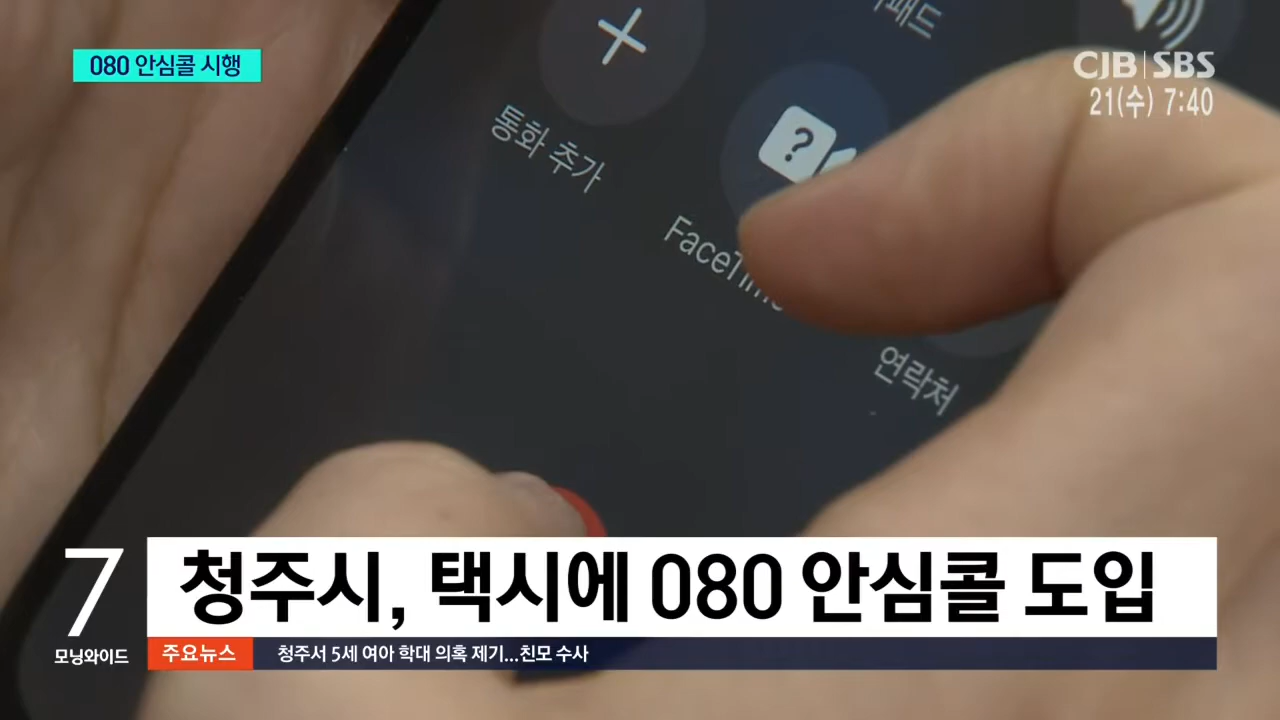 080 안심콜 시행
CJB SBS
21(수) 7:40
통화 추가
?
연락처
청주시, 택시에 080 안심콜 도입
7
모닝와이드
주요뉴스
청주서 5세 여아 학대 의혹 제기...친모 수사